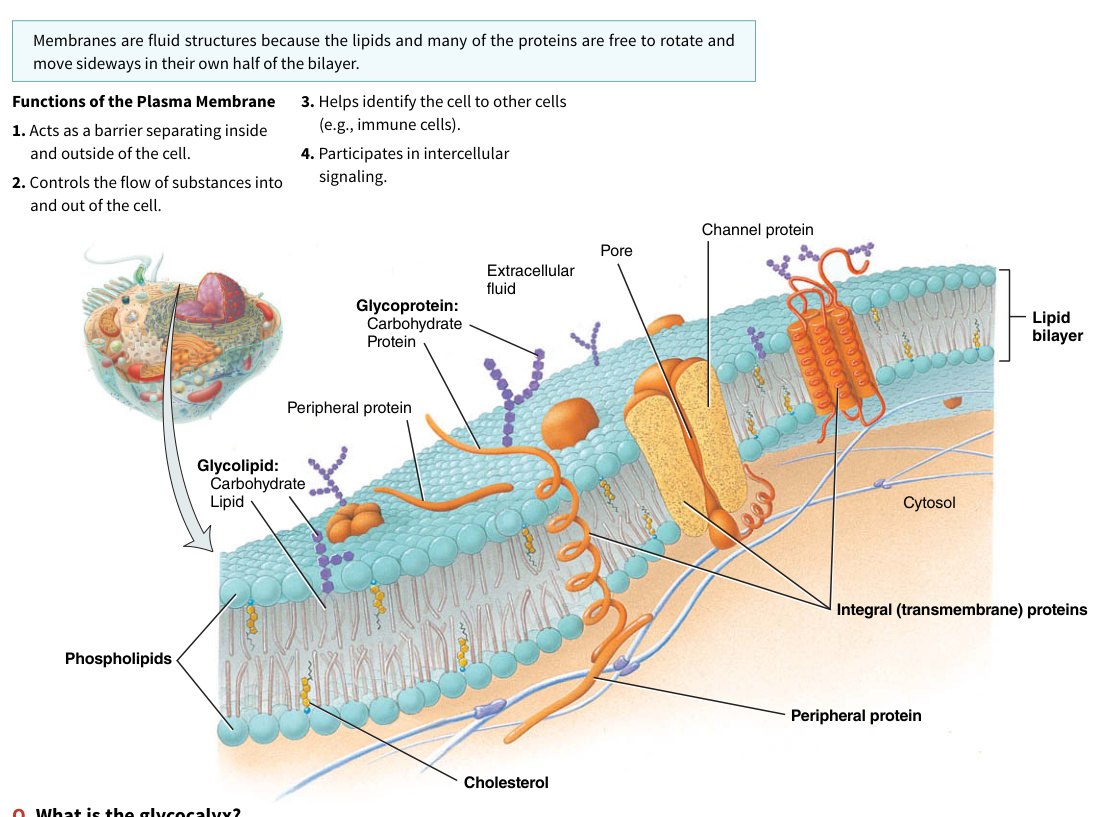 Membranes are fluid structures because the lipids and many of the proteins are free to rotate and
move sideways in their own half of the bilayer.
Functions of the Plasma Membrane
1. Acts as a barrier separating inside
and outside of the cell.
2. Controls the flow of substances into
and out of the cell.
3. Helps identify the cell to other cells
(e.g., immune cells).
4. Participates in intercellular
signaling.
Channel protein
Pore
Extracellular
fluid
Glycoprotein:
Carbohydrate
Protein
Lipid
bilayer
Peripheral protein
Glycolipid:
Carbohydrate
Lipid
Cytosol
Integral (transmembrane) proteins
Phospholipids
Peripheral protein
Cholesterol
Q What is the glycocalyx?